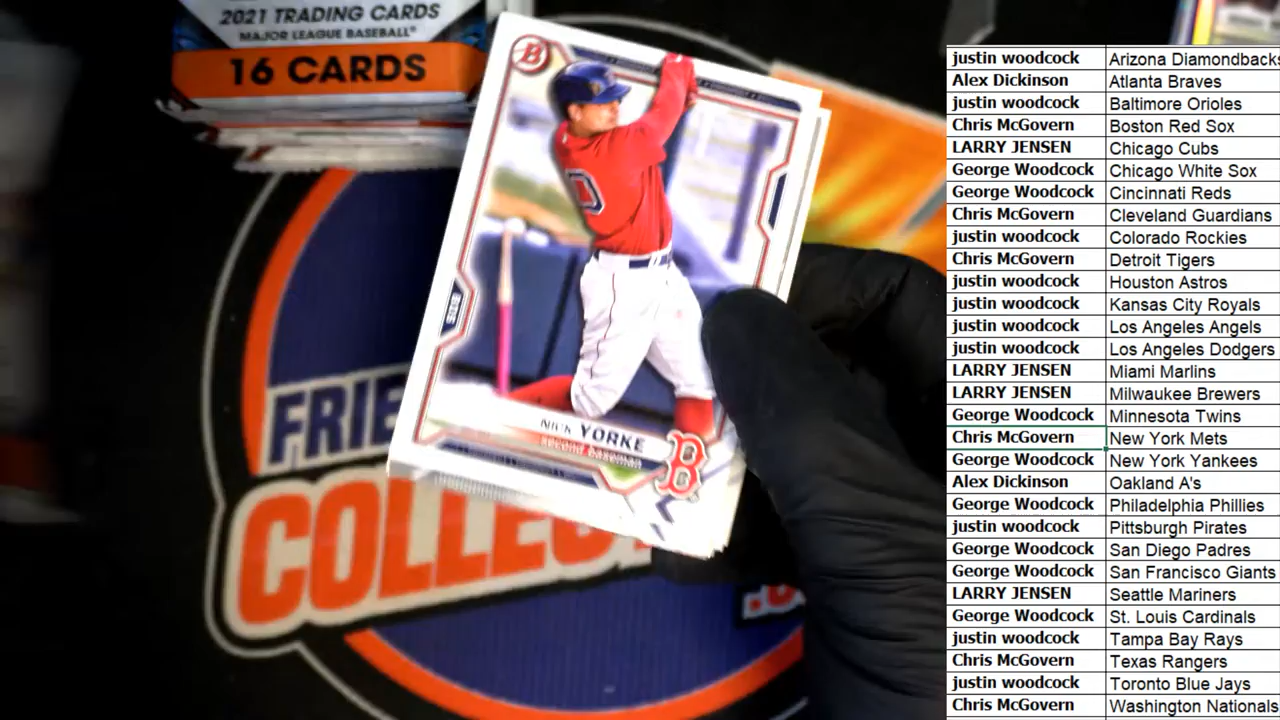 2021 TRADING CARDS
MAJOR LEAGUE BASEBALL®
16 CARDS
B
NICK YORKE
B
FRIE
COLLEC
justin woodcock Arizona Diamondbacks
Alex Dickinson Atlanta Braves
justin woodcock Baltimore Orioles
Chris McGovern Boston Red Sox
LARRY JENSEN Chicago Cubs
George Woodcock Chicago White Sox
George Woodcock Cincinnati Reds
Chris McGovern Cleveland Guardians
justin woodcock Colorado Rockies
Chris McGovern Detroit Tigers
justin woodcock Houston Astros
justin woodcock Kansas City Royals
justin woodcock Los Angeles Angels
justin woodcock Los Angeles Dodgers
LARRY JENSEN Miami Marlins
LARRY JENSEN Milwaukee Brewers
George Woodcock Minnesota Twins
Chris McGovern New York Mets
George Woodcock New York Yankees
Alex Dickinson Oakland A's
George Woodcock Philadelphia Phillies
justin woodcock Pittsburgh Pirates
George Woodcock San Diego Padres
George Woodcock San Francisco Giants
LARRY JENSEN Seattle Mariners
George Woodcock St. Louis Cardinals
justin woodcock Tampa Bay Rays
Chris McGovern Texas Rangers
justin woodcock Toronto Blue Jays
Chris McGovern Washington Nationals